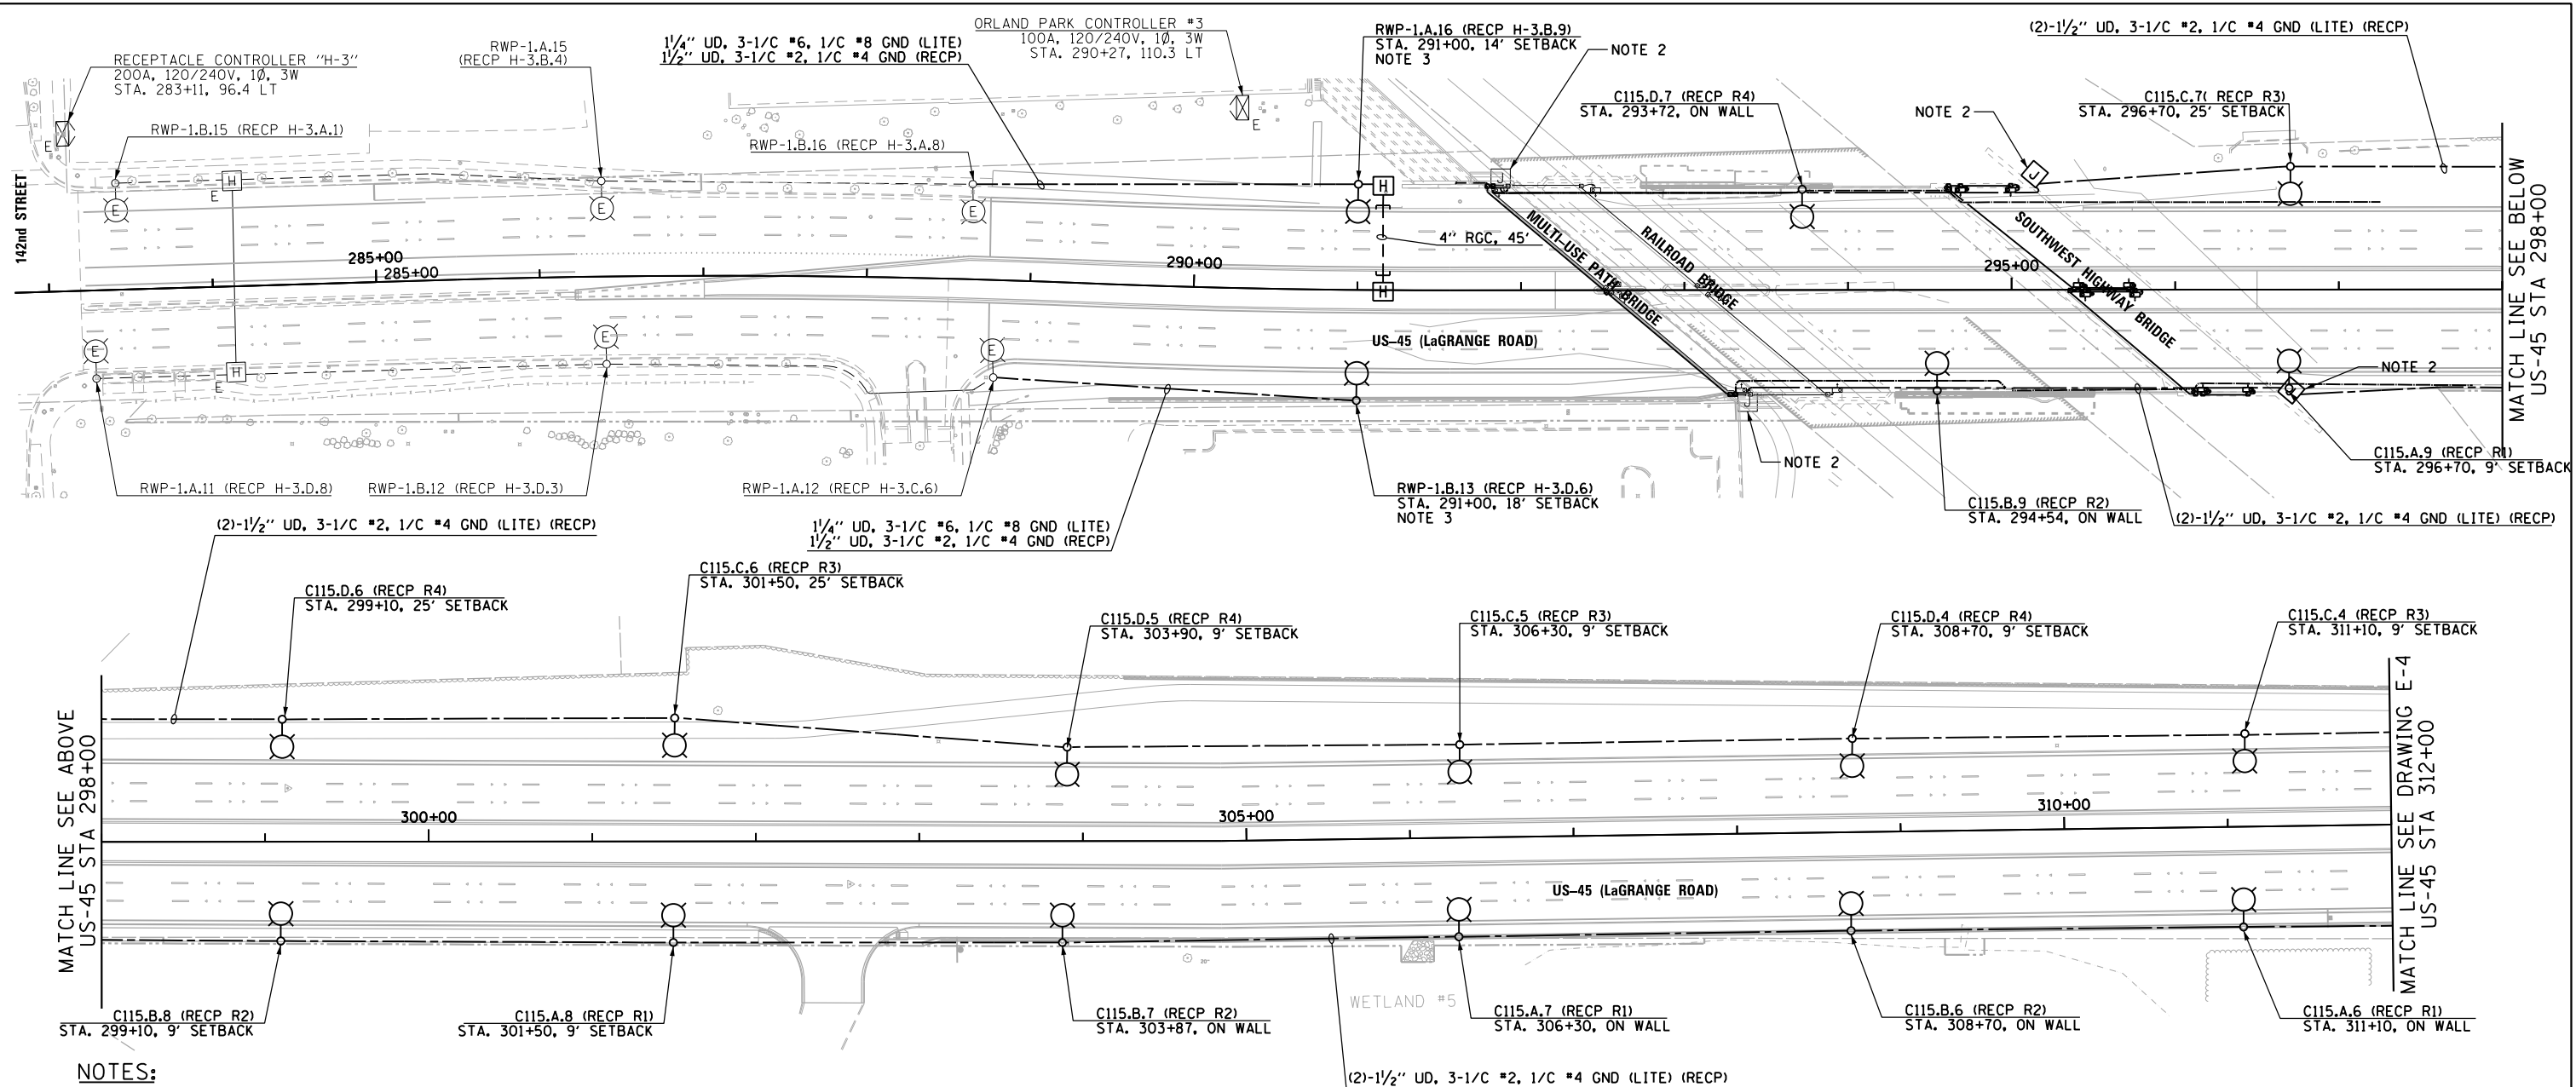 RECEPTACLE CONTROLLER "H-3"
200A, 120/240V, 1Ø, 3W
STA. 283+11, 96.4 LT
RWP-1.A.15
(RECP H-3.B.4)
1¼" UD, 3-1/C #6, 1/C #8 GND (LITE)
1½" UD, 3-1/C #2, 1/C #4 GND (RECP)
ORLAND PARK CONTROLLER #3
100A, 120/240V, 1Ø, 3W
STA. 290+27, 110.3 LT
RWP-1.A.16 (RECP H-3.B.9)
STA. 291+00, 14' SETBACK
NOTE 3
NOTE 2
(2)-1½" UD, 3-1/C #2, 1/C #4 GND (LITE) (RECP)
C115.D.7 (RECP R4)
STA. 293+72, ON WALL
NOTE 2
C115.C.7( RECP R3)
STA. 296+70, 25' SETBACK
E
RWP-1.B.15 (RECP H-3.A.1)
RWP-1.B.16 (RECP H-3.A.8)
E
142nd STREET
H
E
E
E
E
H
J
J
MULTI-USE PATH BRIDGE
RAILROAD BRIDGE
SOUTHWEST HIGHWAY BRIDGE
4" RGC, 45'
285+00
285+00
290+00
295+00
H
MATCH LINE SEE BELOW
US-45 STA 298+00
US-45 (LaGRANGE ROAD)
E
E
E
H
E
J
NOTE 2
NOTE 2
C115.A.9 (RECP R1)
STA. 296+70, 9' SETBACK
RWP-1.A.11 (RECP H-3.D.8)
RWP-1.B.12 (RECP H-3.D.3)
RWP-1.A.12 (RECP H-3.C.6)
RWP-1.B.13 (RECP H-3.D.6)
STA. 291+00, 18' SETBACK
NOTE 3
C115.B.9 (RECP R2)
STA. 294+54, ON WALL
(2)-1½" UD, 3-1/C #2, 1/C #4 GND (LITE) (RECP)
(2)-1½" UD, 3-1/C #2, 1/C #4 GND (LITE) (RECP)
1¼" UD, 3-1/C #6, 1/C #8 GND (LITE)
1½" UD, 3-1/C #2, 1/C #4 GND (RECP)
C115.D.6 (RECP R4)
STA. 299+10, 25' SETBACK
C115.C.6 (RECP R3)
STA. 301+50, 25' SETBACK
C115.D.5 (RECP R4)
STA. 303+90, 9' SETBACK
C115.C.5 (RECP R3)
STA. 306+30, 9' SETBACK
C115.D.4 (RECP R4)
STA. 308+70, 9' SETBACK
C115.C.4 (RECP R3)
STA. 311+10, 9' SETBACK
MATCH LINE SEE ABOVE
US-45 STA 298+00
300+00
305+00
310+00
MATCH LINE SEE DRAWING E-4
US-45 STA 312+00
US-45 (LaGRANGE ROAD)
20"
WETLAND #5
C115.B.8 (RECP R2)
STA. 299+10, 9' SETBACK
C115.A.8 (RECP R1)
STA. 301+50, 9' SETBACK
C115.B.7 (RECP R2)
STA. 303+87, ON WALL
C115.A.7 (RECP R1)
STA. 306+30, ON WALL
C115.B.6 (RECP R2)
STA. 308+70, ON WALL
C115.A.6 (RECP R1)
STA. 311+10, ON WALL
(2)-1½" UD, 3-1/C #2, 1/C #4 GND (LITE) (RECP)
NOTES: